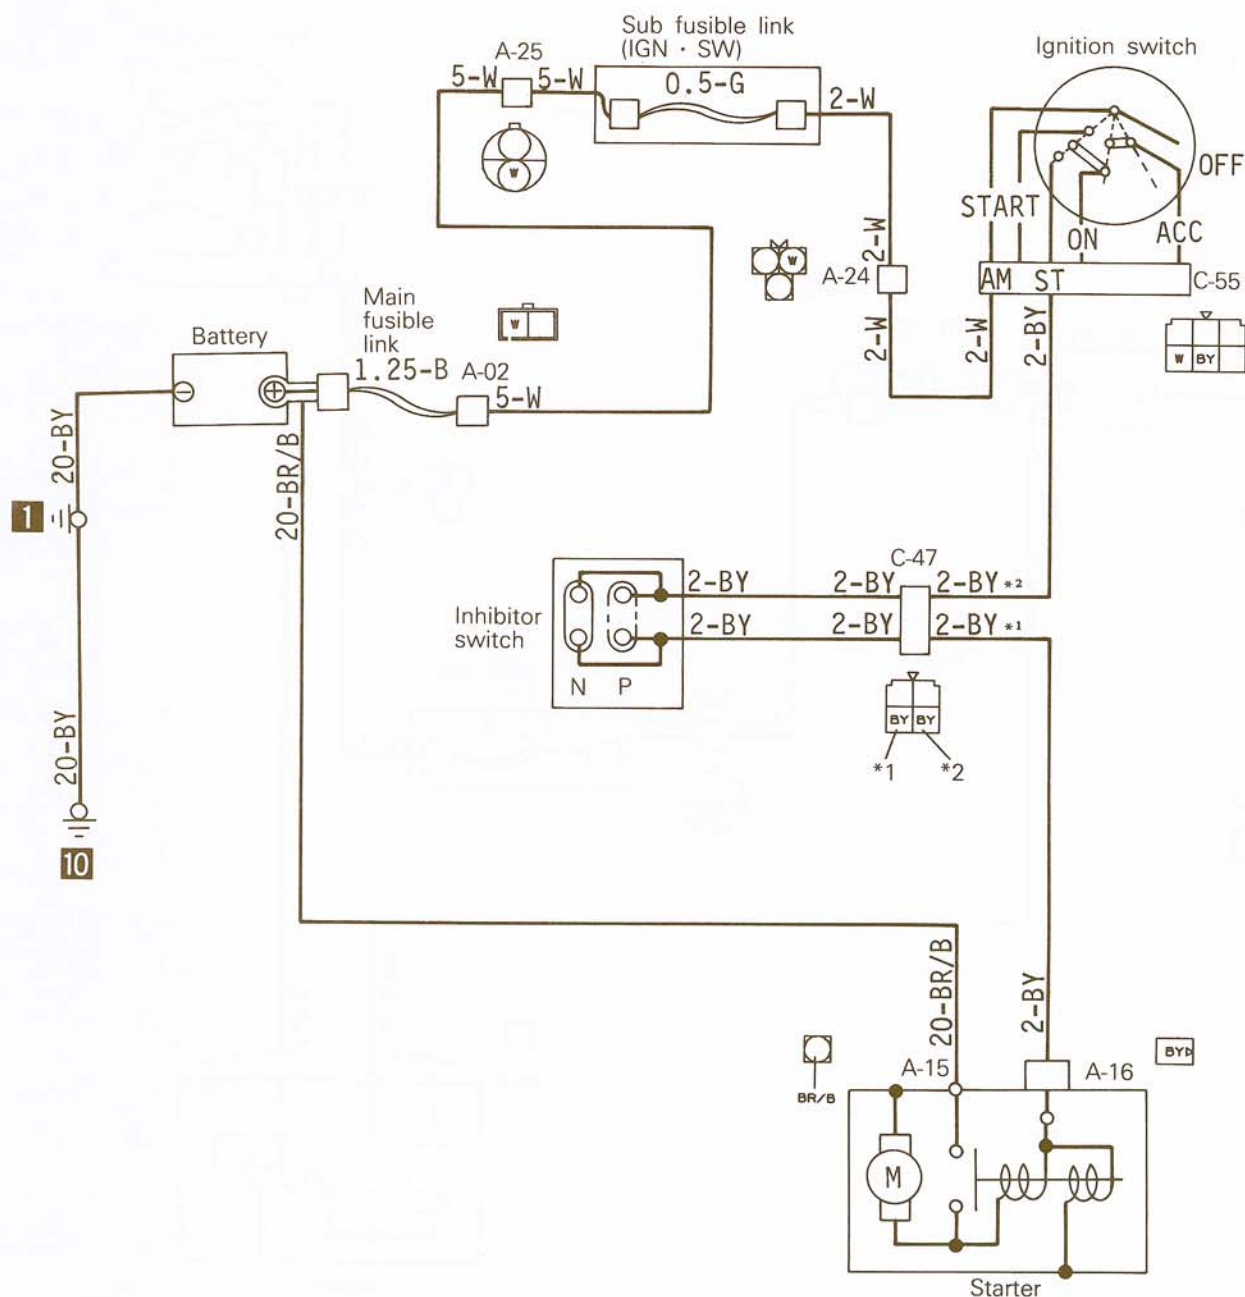 Sub fusible link
(IGN · SW)
Ignition switch
A-25
5-W
5-W
0.5-G
2-W
W
OFF
START
ON
ACC
2-W
W
A-24
AM
ST
C-55
Main
fusible
link
W
2-W
2-W
2-BY
W
BY
Battery
1.25-B
A-02
5-W
20-BY
20-BR/B
1
C-47
2-BY
2-BY
2-BY*2
Inhibitor
switch
2-BY
2-BY
2-BY*1
N
P
BY
BY
*1
*2
20-BY
10
20-BR/B
2-BY
BY
A-15
A-16
BR/B
M
Starter